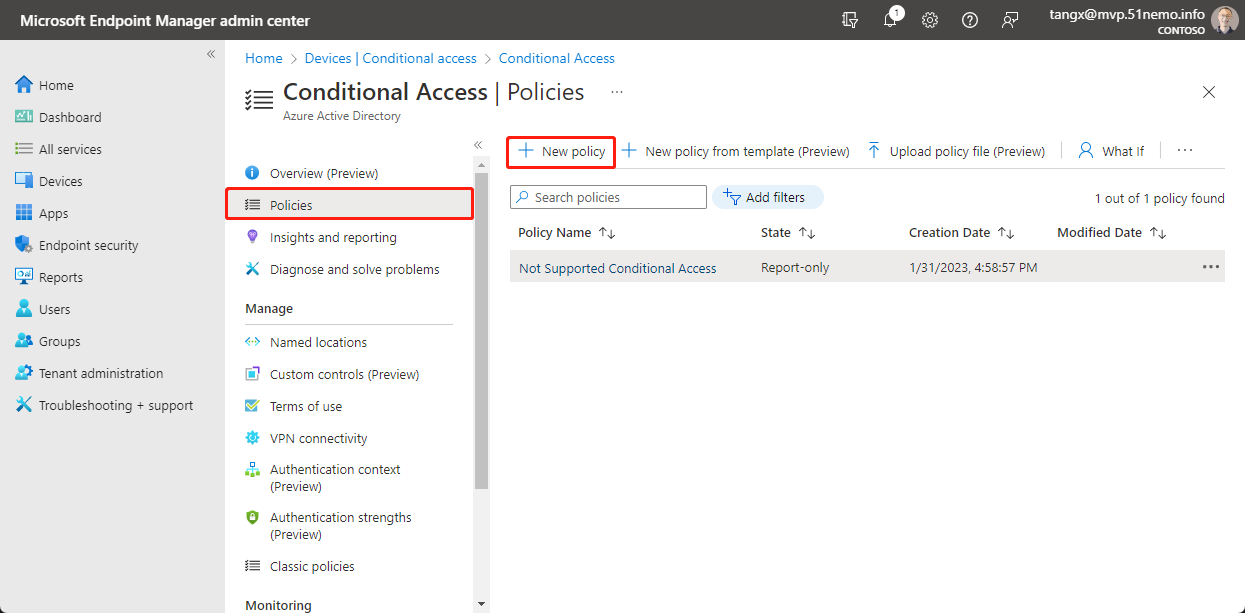 Microsoft Endpoint Manager admin center
1
tangx@mvp.51nemo.info
CONTOSO
«
Home
Dashboard
All services
Devices
Apps
Endpoint security
Reports
Users
Groups
Tenant administration
Troubleshooting + support
Home > Devices | Conditional access > Conditional Access
Conditional Access | Policies ...
Azure Active Directory
«
Overview (Preview)
Policies
Insights and reporting
Diagnose and solve problems
Manage
Named locations
Custom controls (Preview)
Terms of use
VPN connectivity
Authentication context
(Preview)
Authentication strengths
(Preview)
Classic policies
Monitoring
New policy New policy from template (Preview) Upload policy file (Preview) What If ...
Search policies Add filters 1 out of 1 policy found
Policy Name ↑↓ State ↑↓ Creation Date ↑↓ Modified Date ↑↓
Not Supported Conditional Access Report-only 1/31/2023, 4:58:57 PM ...